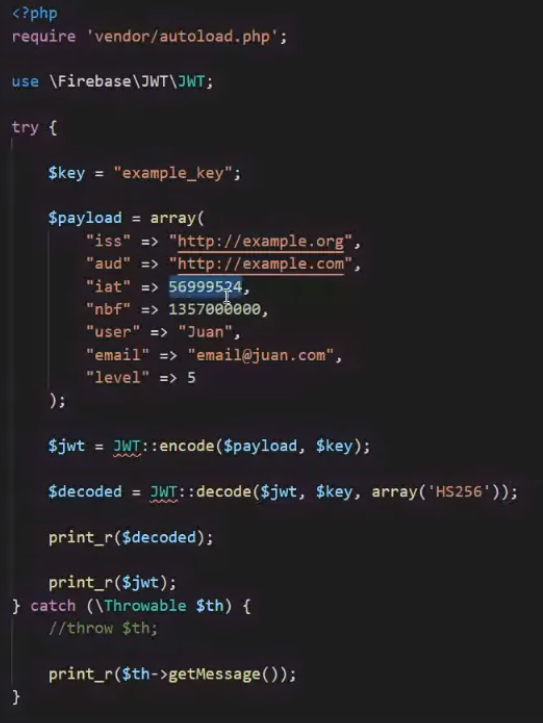 <?php
require 'vendor/autoload.php';
use \Firebase\JWT\JWT;
try {
$key = "example_key";
$payload = array(
"iss" => "http://example.org",
"aud" => "http://example.com",
"iat" => 56999524,
"nbf" => 1357000000,
"user" => "Juan",
"email" => "email@juan.com",
"level" => 5
);
$jwt = JWT::encode($payload, $key);
$decoded = JWT::decode($jwt, $key, array('HS256'));
print_r($decoded);
print_r($jwt);
} catch (\Throwable $th) {
//throw $th;
print_r($th->getMessage());
}